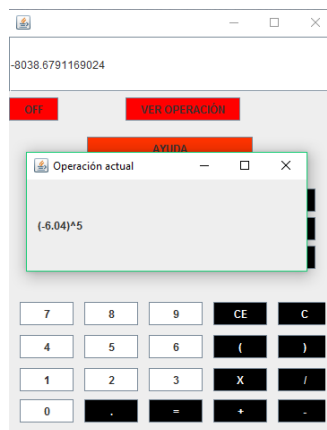 -8038.6791169024
OFF VER OPERACIÓN
AYUDA
Operación actual
(-6.04)^5
7 8 9 CE C
4 5 6 ( )
1 2 3 X /
0 . = + -